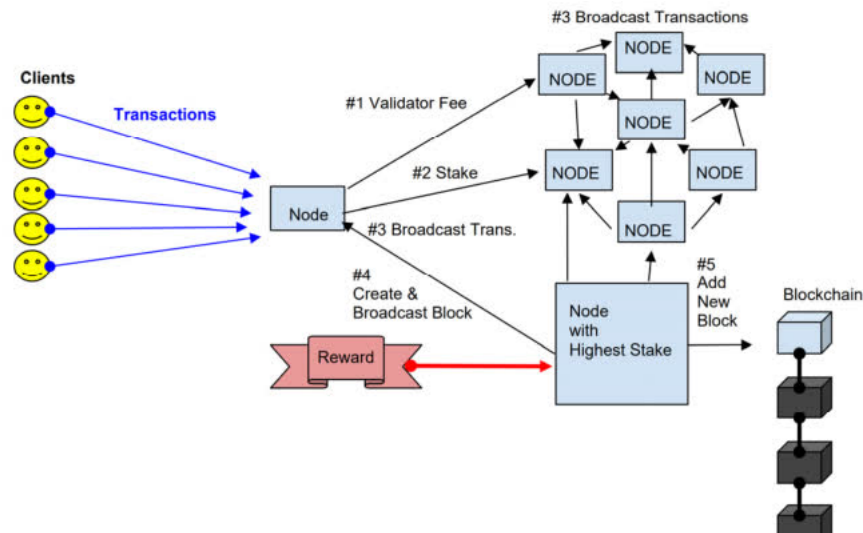 #3 Broadcast Transactions
Clients
Transactions
#1 Validator Fee
#2 Stake
#3 Broadcast Trans.
Node
NODE
NODE
NODE
NODE
NODE
NODE
NODE
#4
Create &
Broadcast Block
Reward
Node
with
Highest Stake
#5
Add
New
Block
Blockchain